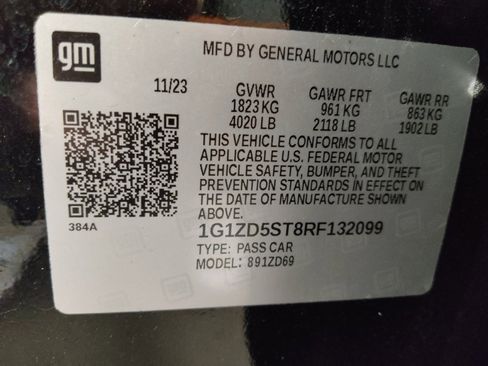 gm
MFD BY GENERAL MOTORS LLC
11/23 GVWR GAWR FRT GAWR RR
1823 KG 961 KG 863 KG
4020 LB 2118 LB 1902 LB
THIS VEHICLE CONFORMS TO ALL
APPLICABLE U.S. FEDERAL MOTOR
VEHICLE SAFETY, BUMPER, AND THEFT
PREVENTION STANDARDS IN EFFECT ON
THE DATE OF MANUFACTURE SHOWN
ABOVE.
384A
1G1ZD5ST8RF132099
TYPE: PASS CAR
MODEL: 891ZD69